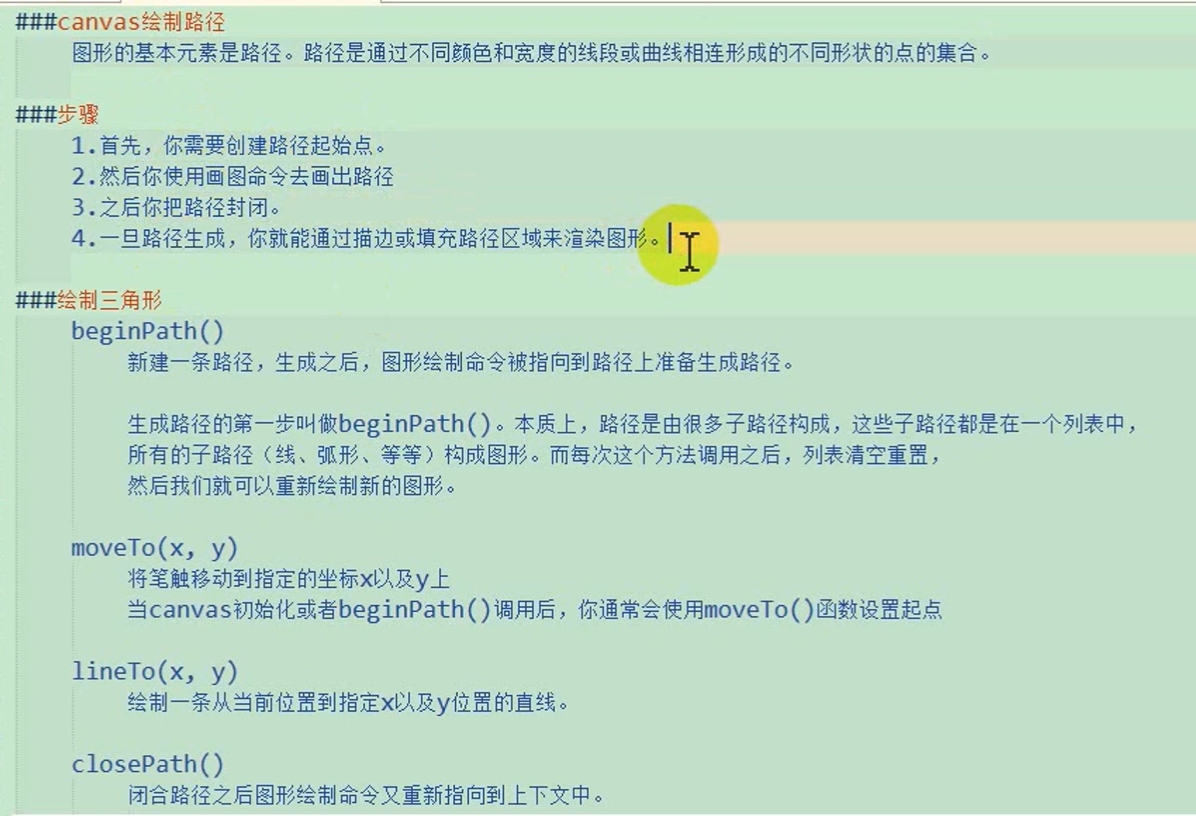 ###canvas绘制路径
图形的基本元素是路径。路径是通过不同颜色和宽度的线段或曲线相连形成的不同形状的点的集合。
###步骤
1.首先，你需要创建路径起始点。
2.然后你使用画图命令去画出路径
3.之后你把路径封闭。
4.一旦路径生成，你就能通过描边或填充路径区域来渲染图形。
###绘制三角形
beginPath()
新建一条路径，生成之后，图形绘制命令被指向到路径上准备生成路径。
生成路径的第一步叫做beginPath()。本质上，路径是由很多子路径构成，这些子路径都是在一个列表中，
所有的子路径（线、弧形、等等）构成图形。而每次这个方法调用之后，列表清空重置，
然后我们就可以重新绘制新的图形。
moveTo(x, y)
将笔触移动到指定的坐标x以及y上
当canvas初始化或者beginPath()调用后，你通常会使用moveTo()函数设置起点
lineTo(x, y)
绘制一条从当前位置到指定x以及y位置的直线。
closePath()
闭合路径之后图形绘制命令又重新指向到上下文中。